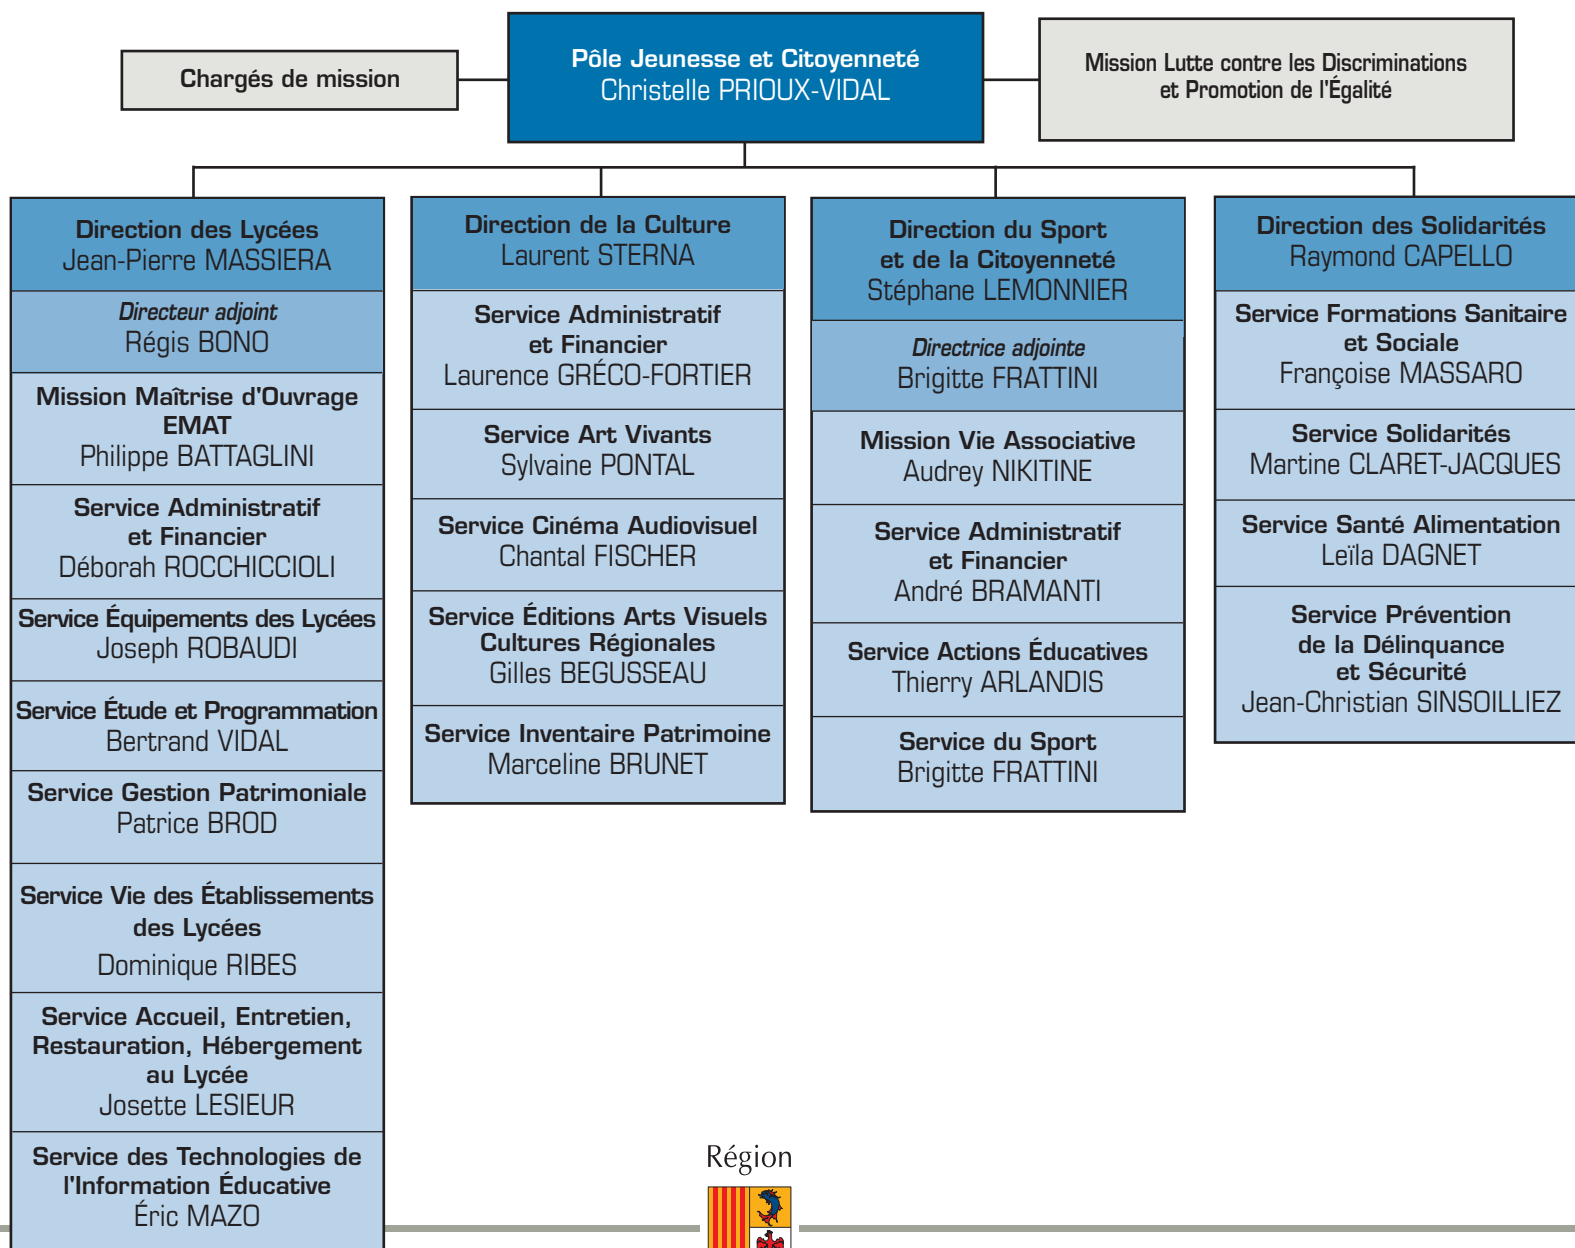 Chargés de mission
Pôle Jeunesse et Citoyenneté
Christelle PRIOUX-VIDAL
Mission Lutte contre les Discriminations
et Promotion de l'Égalité
Direction des Lycées
Jean-Pierre MASSIERA
Directeur adjoint
Régis BONO
Mission Maîtrise d'Ouvrage
EMAT
Philippe BATTAGLINI
Service Administratif
et Financier
Déborah ROCCHICCIOLI
Service Équipements des Lycées
Joseph ROBAUDI
Service Étude et Programmation
Bertrand VIDAL
Service Gestion Patrimoniale
Patrice BROD
Service Vie des Établissements
des Lycées
Dominique RIBES
Service Accueil, Entretien,
Restauration, Hébergement
au Lycée
Josette LESIEUR
Service des Technologies de
l'Information Éducative
Éric MAZO
Direction de la Culture
Laurent STERNA
Service Administratif
et Financier
Laurence GRÉCO-FORTIER
Service Art Vivants
Sylvaine PONTAL
Service Cinéma Audiovisuel
Chantal FISCHER
Service Éditions Arts Visuels
Cultures Régionales
Gilles BEGUSSEAU
Service Inventaire Patrimoine
Marceline BRUNET
Direction du Sport
et de la Citoyenneté
Stéphane LEMONNIER
Directrice adjointe
Brigitte FRATTINI
Mission Vie Associative
Audrey NIKITINE
Service Administratif
et Financier
André BRAMANTI
Service Actions Éducatives
Thierry ARLANDIS
Service du Sport
Brigitte FRATTINI
Direction des Solidarités
Raymond CAPELLO
Service Formations Sanitaire
et Sociale
Françoise MASSARO
Service Solidarités
Martine CLARET-JACQUES
Service Santé Alimentation
Leïla DAGNET
Service Prévention
de la Délinquance
et Sécurité
Jean-Christian SINSOILLIEZ
Région